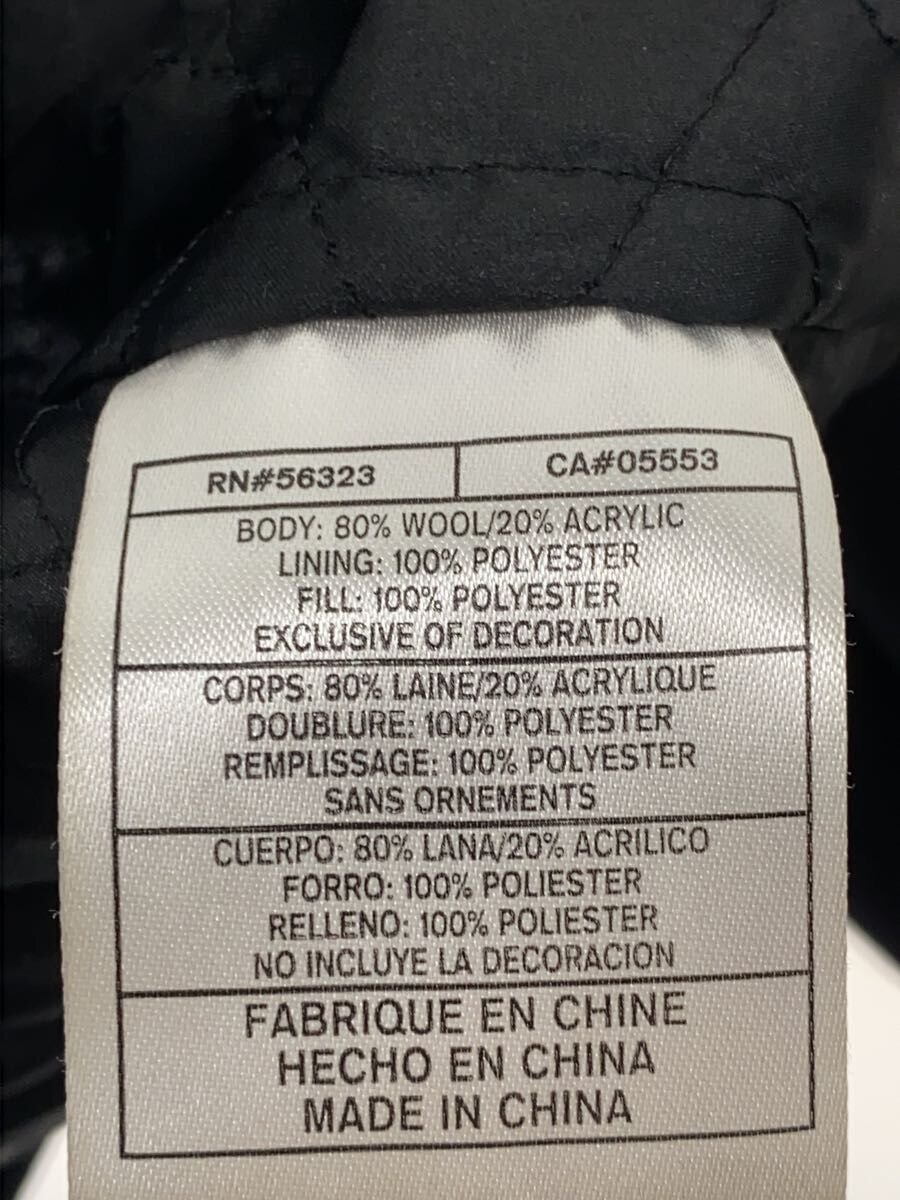 RN#56323
CA#05553
BODY: 80% WOOL/20% ACRYLIC
LINING: 100% POLYESTER
FILL: 100% POLYESTER
EXCLUSIVE OF DECORATION
CORPS: 80% LAINE/20% ACRYLIQUE
DOUBLURE: 100% POLYESTER
REMPLISSAGE: 100% POLYESTER
SANS ORNEMENTS
CUERPO: 80% LANA/20% ACRILICO
FORRO: 100% POLIESTER
RELLENO: 100% POLIESTER
NO INCLUYE LA DECORACION
FABRIQUE EN CHINE
HECHO EN CHINA
MADE IN CHINA